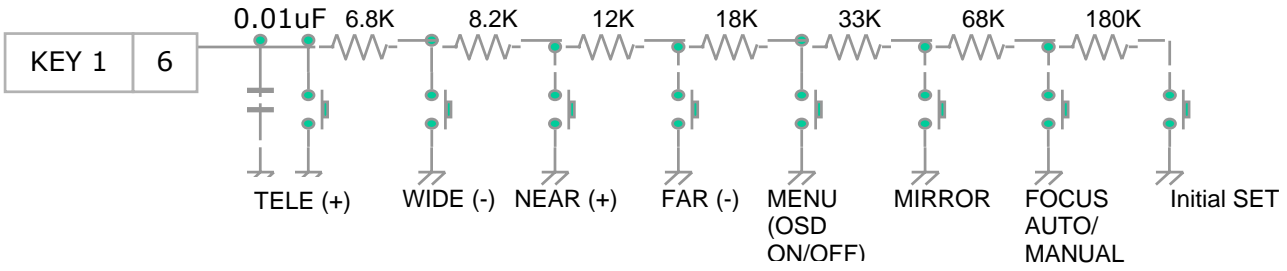 0.01uF 6.8K 8.2K 12K 18K 33K 68K 180K
KEY 1 6
TELE (+) WIDE (-) NEAR (+) FAR (-) MENU MIRROR FOCUS Initial SET
(OSD AUTO/
ON/OFF) MANUAL